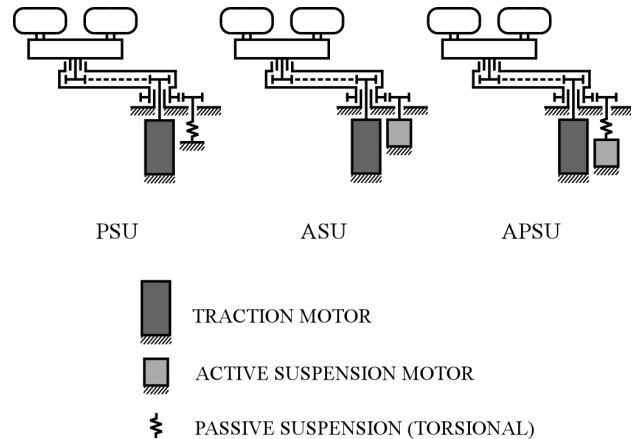 PSU ASU APSU
TRACTION MOTOR
ACTIVE SUSPENSION MOTOR
PASSIVE SUSPENSION (TORSIONAL)